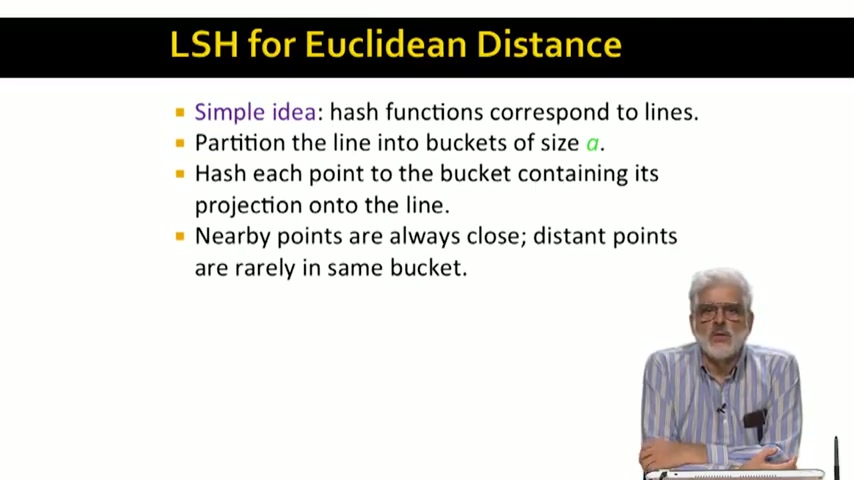 LSH for Euclidean Distance
Simple idea: hash functions correspond to lines.
Partition the line into buckets of size a.
Hash each point to the bucket containing its
projection onto the line.
Nearby points are always close; distant points
are rarely in same bucket.